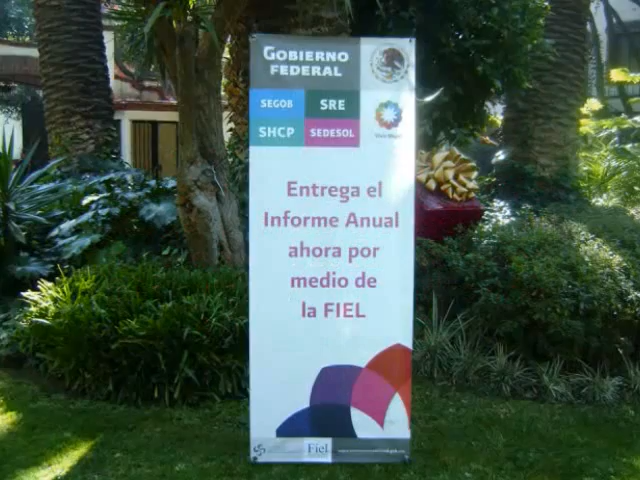 GOBIERNO
FEDERAL
SEGOB
SRE
SHCP
SEDESOL
Entrega el
Informe Anual
ahora por
medio de
la FIEL
Fiel